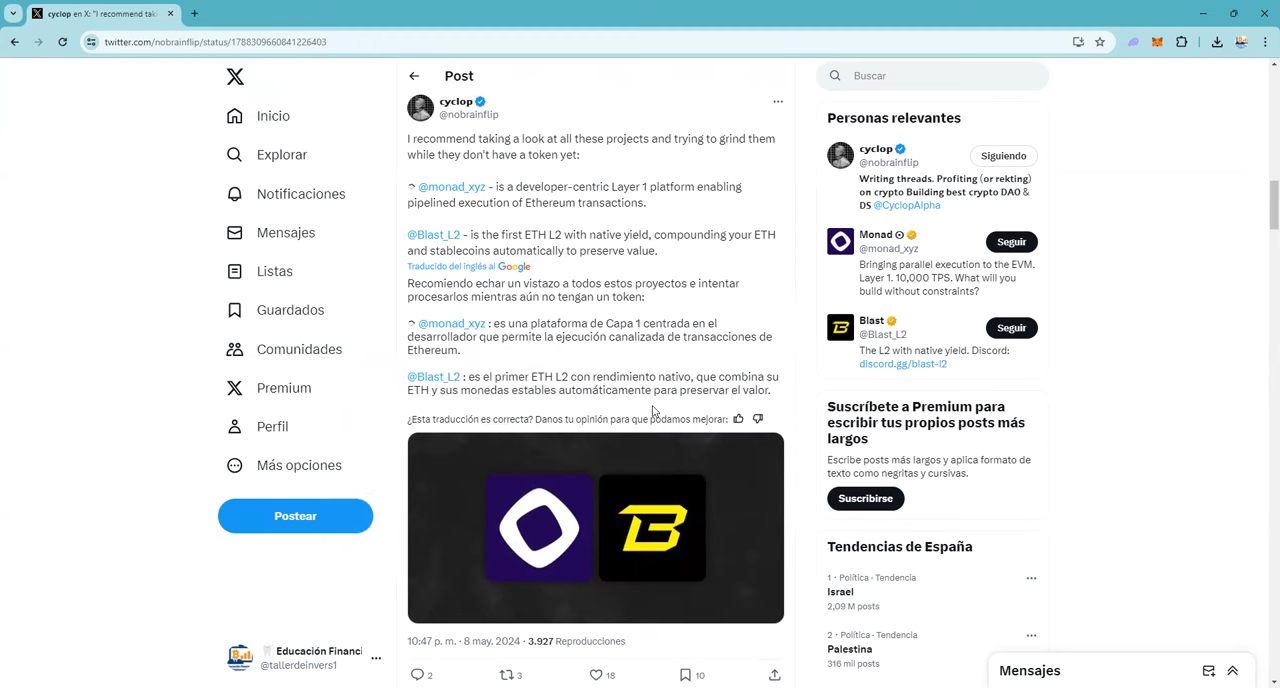 cyclop en X: "I recommend taki
twitter.com/nobrainflip/status/1788309660841226403
Inicio
Explorar
Notificaciones
Mensajes
Listas
Guardados
Comunidades
Premium
Perfil
Más opciones
Postear
Educación Financi
@tallerdeinvers1
Post
cyclop
@nobrainflip
I recommend taking a look at all these projects and trying to grind them
while they don't have a token yet:
@monad_xyz - is a developer-centric Layer 1 platform enabling
pipelined execution of Ethereum transactions.
@Blast_L2 - is the first ETH L2 with native yield, compounding your ETH
and stablecoins automatically to preserve value.
Traducido del inglés al Google
Recomiendo echar un vistazo a todos estos proyectos e intentar
procesarlos mientras aún no tengan un token:
@monad_xyz : es una plataforma de Capa 1 centrada en el
desarrollador que permite la ejecución canalizada de transacciones de
Ethereum.
@Blast_L2 : es el primer ETH L2 con rendimiento nativo, que combina su
ETH y sus monedas estables automáticamente para preservar el valor.
¿Esta traducción es correcta? Danos tu opinión para que podamos mejorar:
10:47 p. m. · 8 may. 2024 · 3.927 Reproducciones
2 3 18 10
Buscar
Personas relevantes
cyclop
@nobrainflip
Siguiendo
Writing threads. Profiting (or rekting)
on crypto Building best crypto DAO &
DS @CyclopAlpha
Monad
@monad_xyz
Seguir
Bringing parallel execution to the EVM.
Layer 1. 10,000 TPS. What will you
build without constraints?
Blast
@Blast_L2
Seguir
The L2 with native yield. Discord:
discord.gg/blast-l2
Suscríbete a Premium para
escribir tus propios posts más
largos
Escribe posts más largos y aplica formato de
texto como negritas y cursivas.
Suscribirse
Tendencias de España
1 · Política · Tendencia
Israel
2,09 M posts
2 · Política · Tendencia
Palestina
316 mil posts
Mensajes